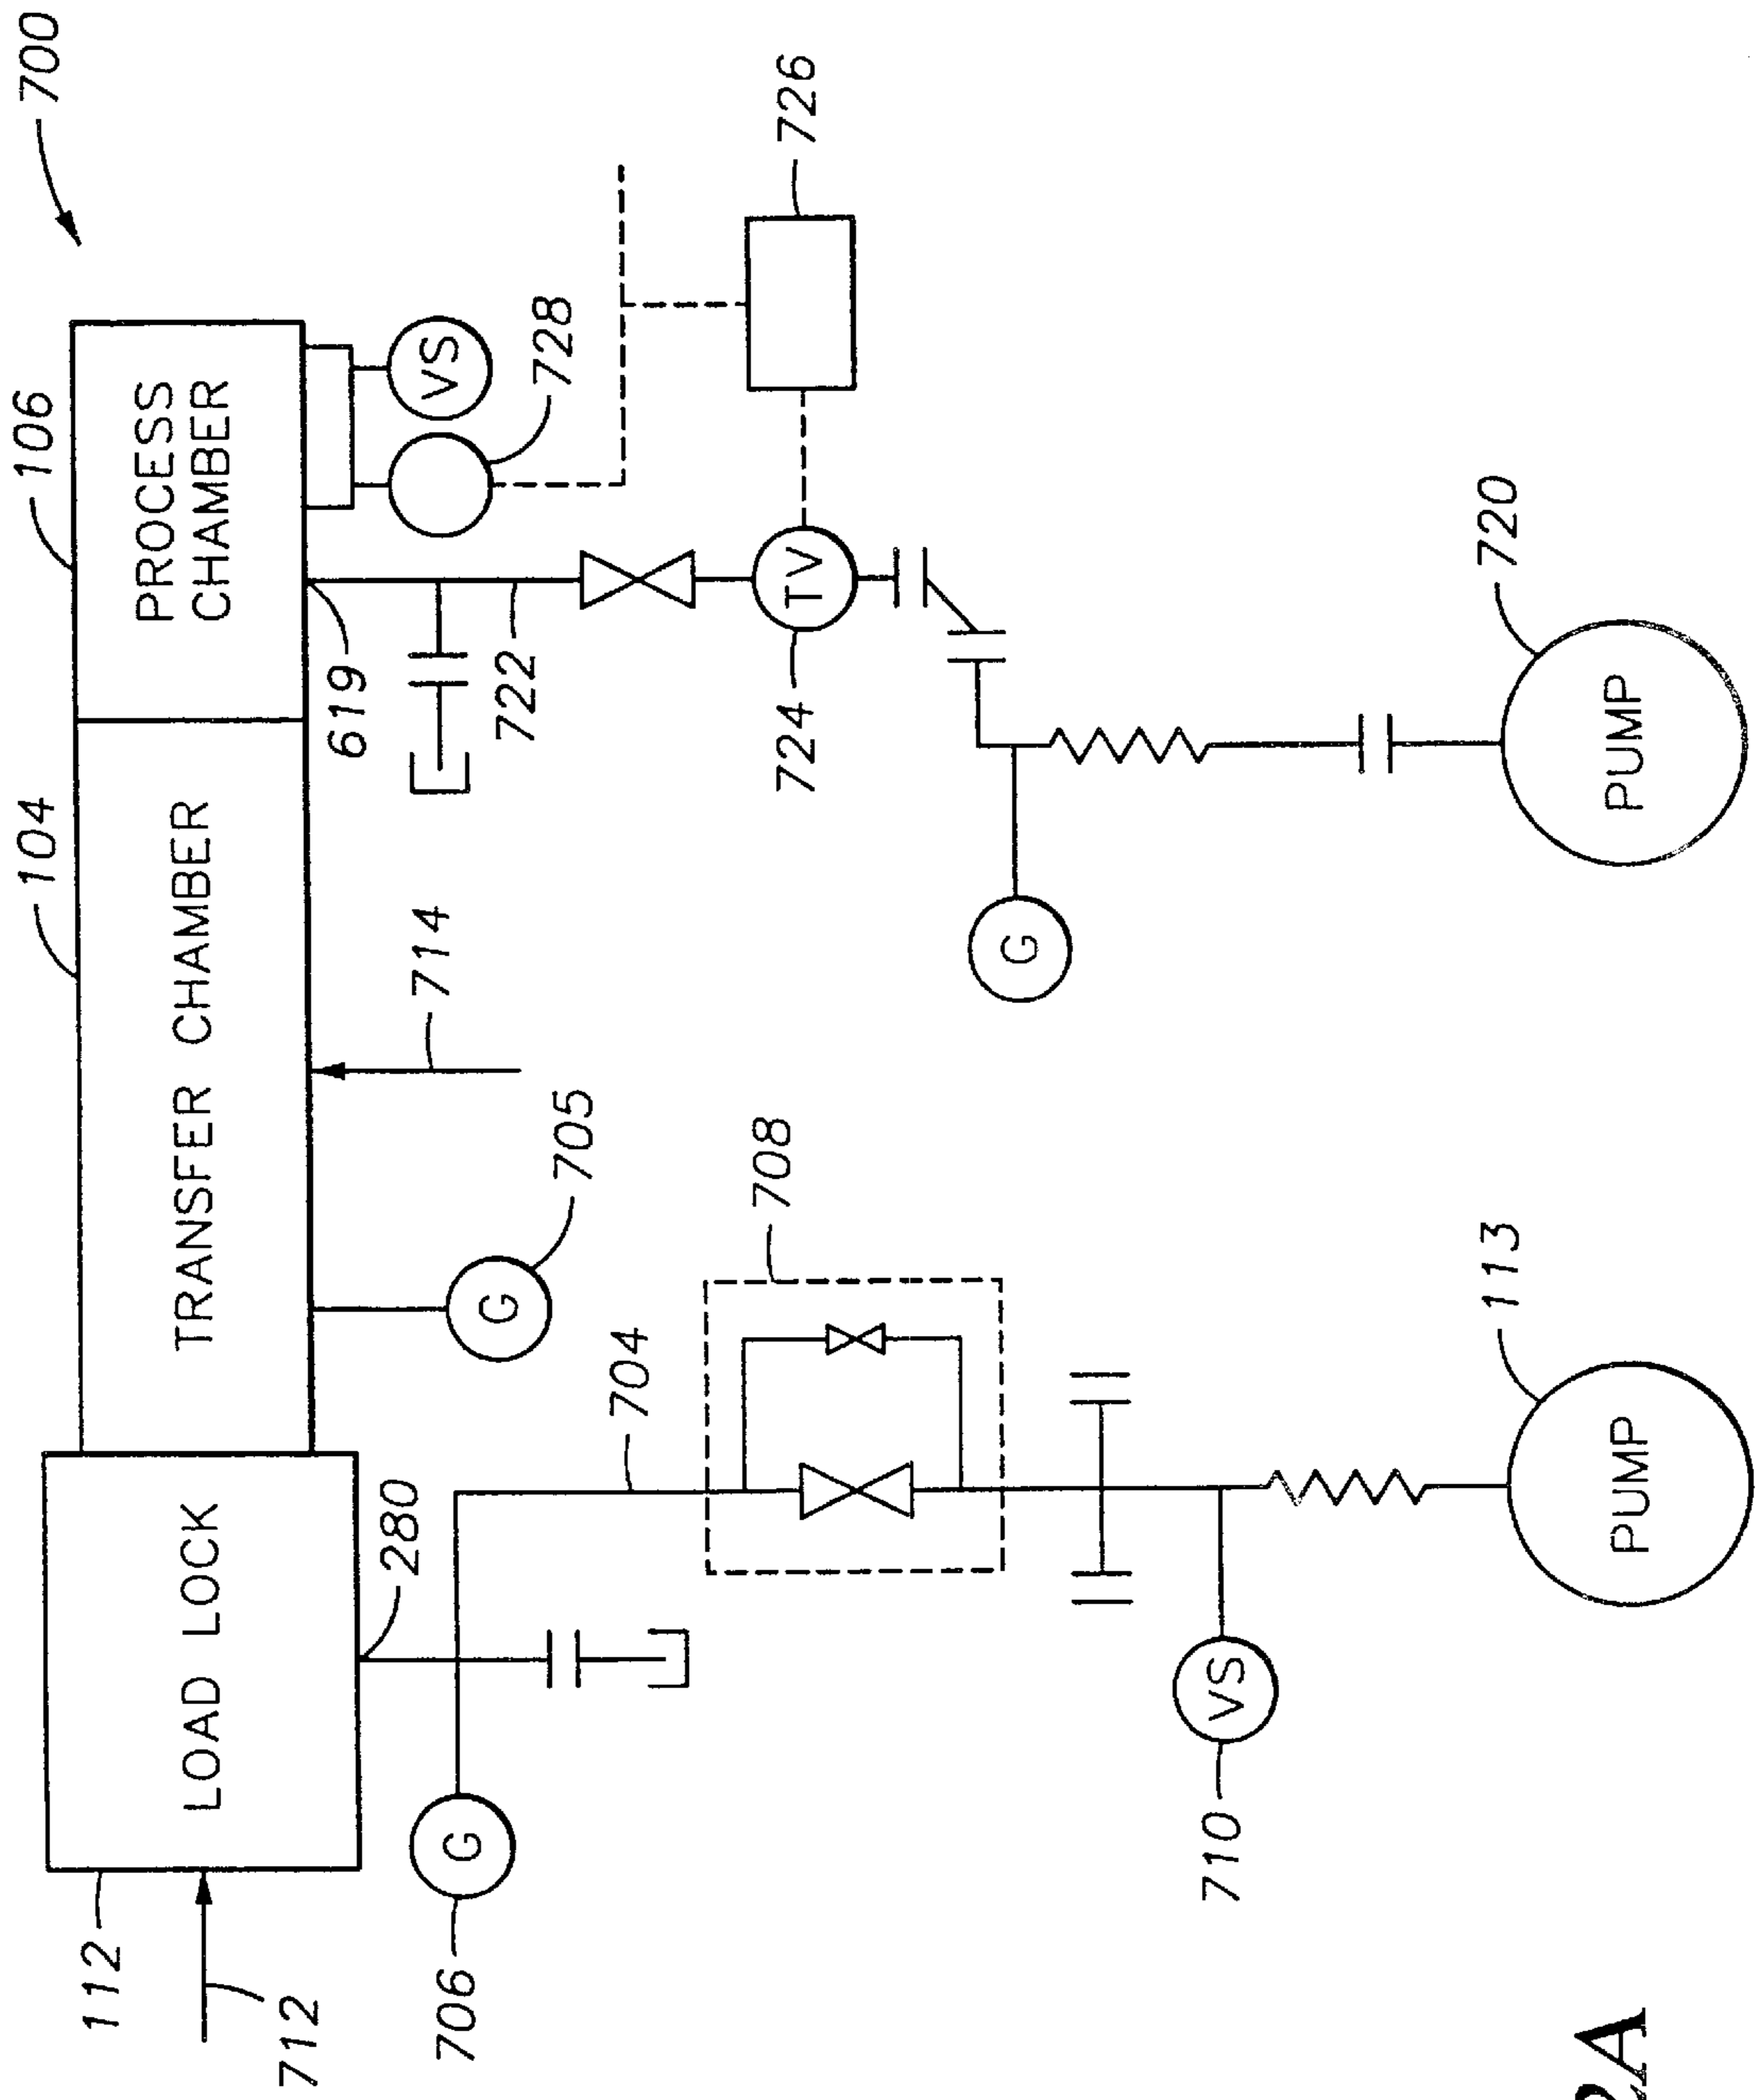 700
106
104
PROCESS
CHAMBER
TRANSFER CHAMBER
LOAD LOCK
112
712
VS
728
726
619
722
TV
724
714
G
705
280
G
706
704
708
G
VS
710
720
PUMP
113
PUMP
2A